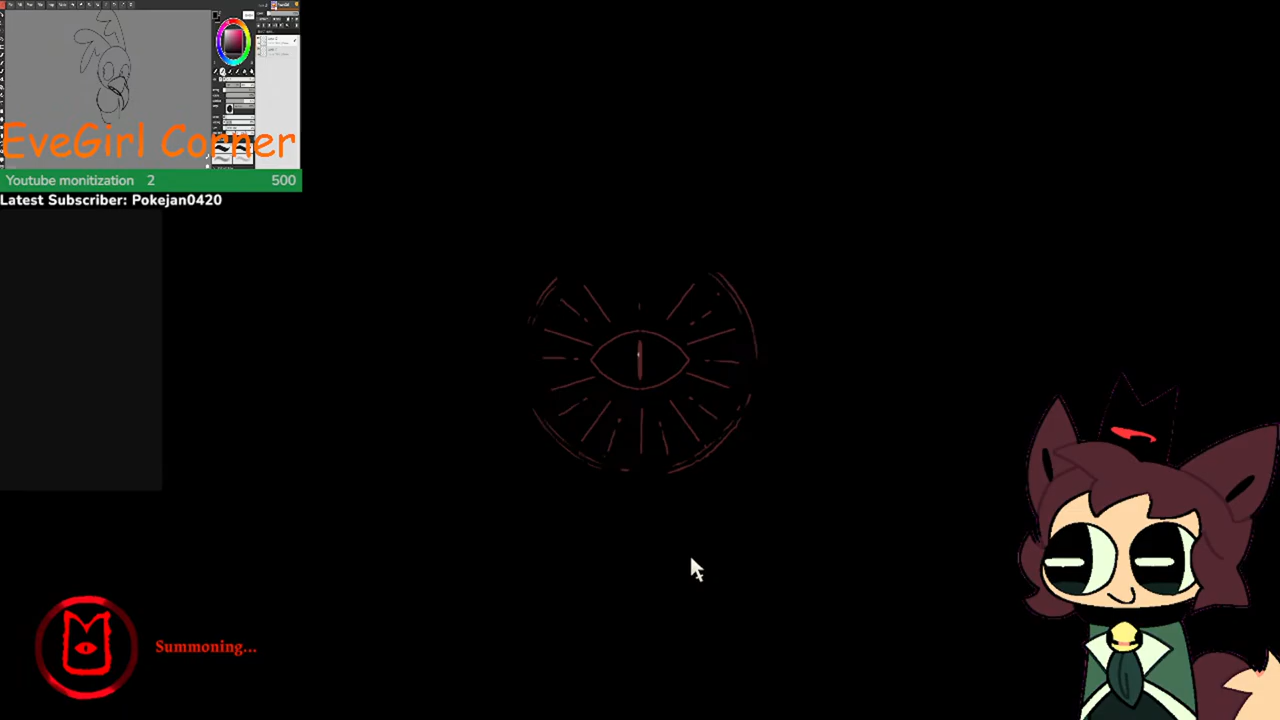 EveGirl Corner
Youtube monitization 2 500
Latest Subscriber: Pokejan0420
Summoning...